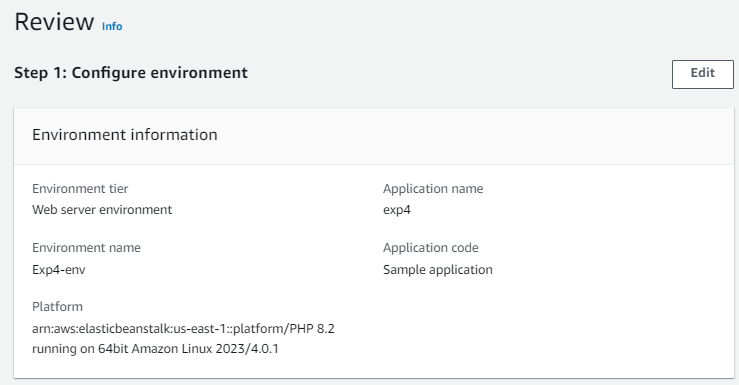 Review Info
Step 1: Configure environment
Edit
Environment information
Environment tier
Web server environment
Application name
exp4
Environment name
Exp4-env
Application code
Sample application
Platform
arn:aws:elasticbeanstalk:us-east-1::platform/PHP 8.2
running on 64bit Amazon Linux 2023/4.0.1